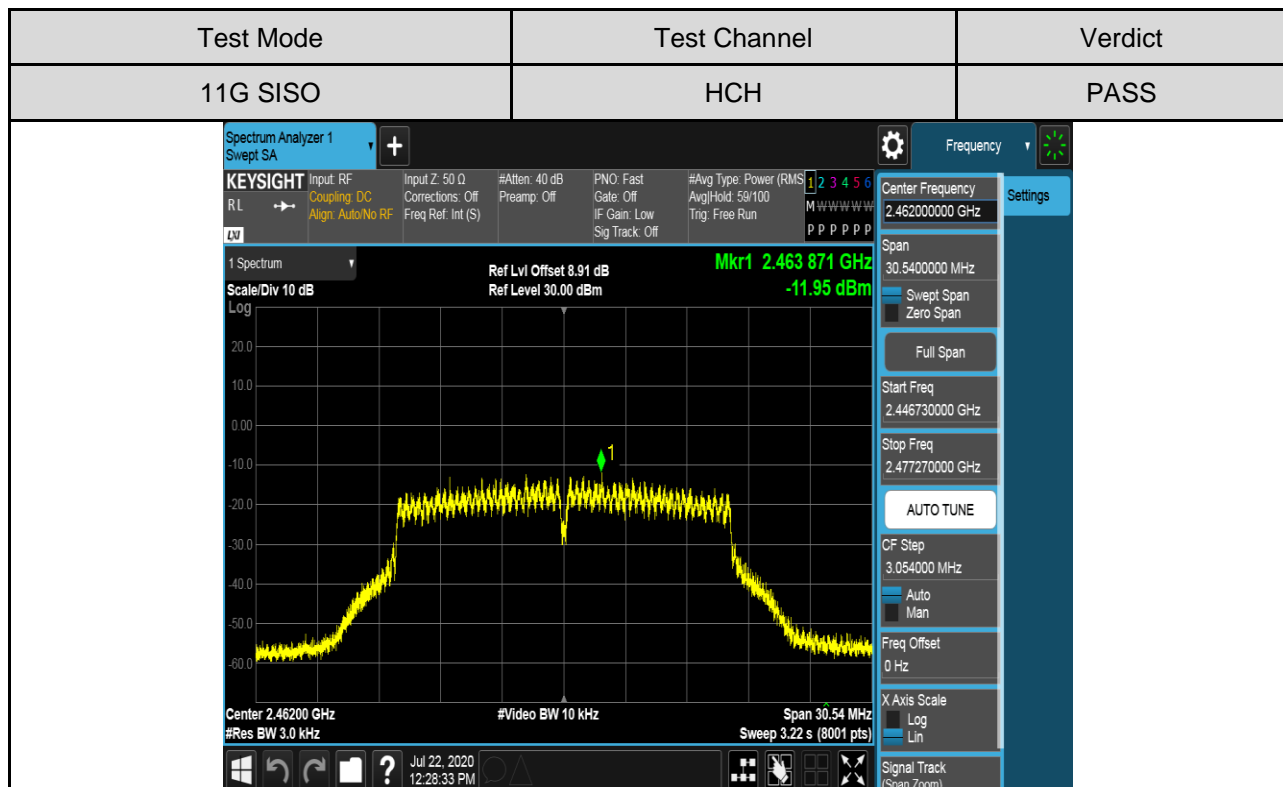 Test Mode Test Channel Verdict
11G SISO HCH PASS
Spectrum Analyzer 1
Swept SA
+
Frequency
KEYSIGHT
RL
LXI
Input: RF
Coupling: DC
Align: Auto/No RF
Input Z: 50 Ω
Corrections: Off
Freq Ref: Int (S)
#Atten: 40 dB
Preamp: Off
PNO: Fast
Gate: Off
IF Gain: Low
Sig Track: Off
#Avg Type: Power (RMS
Avg|Hold: 59/100
Trig: Free Run
1 2 3 4 5 6
M W W W W W
P P P P P P
1 Spectrum
Scale/Div 10 dB
Ref Lvl Offset 8.91 dB
Ref Level 30.00 dBm
Mkr1 2.463 871 GHz
-11.95 dBm
Log
20.0
10.0
0.00
-10.0
-20.0
-30.0
-40.0
-50.0
-60.0
1
Center 2.46200 GHz
#Res BW 3.0 kHz
#Video BW 10 kHz
Span 30.54 MHz
Sweep 3.22 s (8001 pts)
?
Jul 22, 2020
12:28:33 PM
Center Frequency
2.462000000 GHz
Span
30.5400000 MHz
Swept Span
Zero Span
Full Span
Start Freq
2.446730000 GHz
Stop Freq
2.477270000 GHz
AUTO TUNE
CF Step
3.054000 MHz
Auto
Man
Freq Offset
0 Hz
X Axis Scale
Log
Lin
Signal Track
(Span Zoom)
Settings